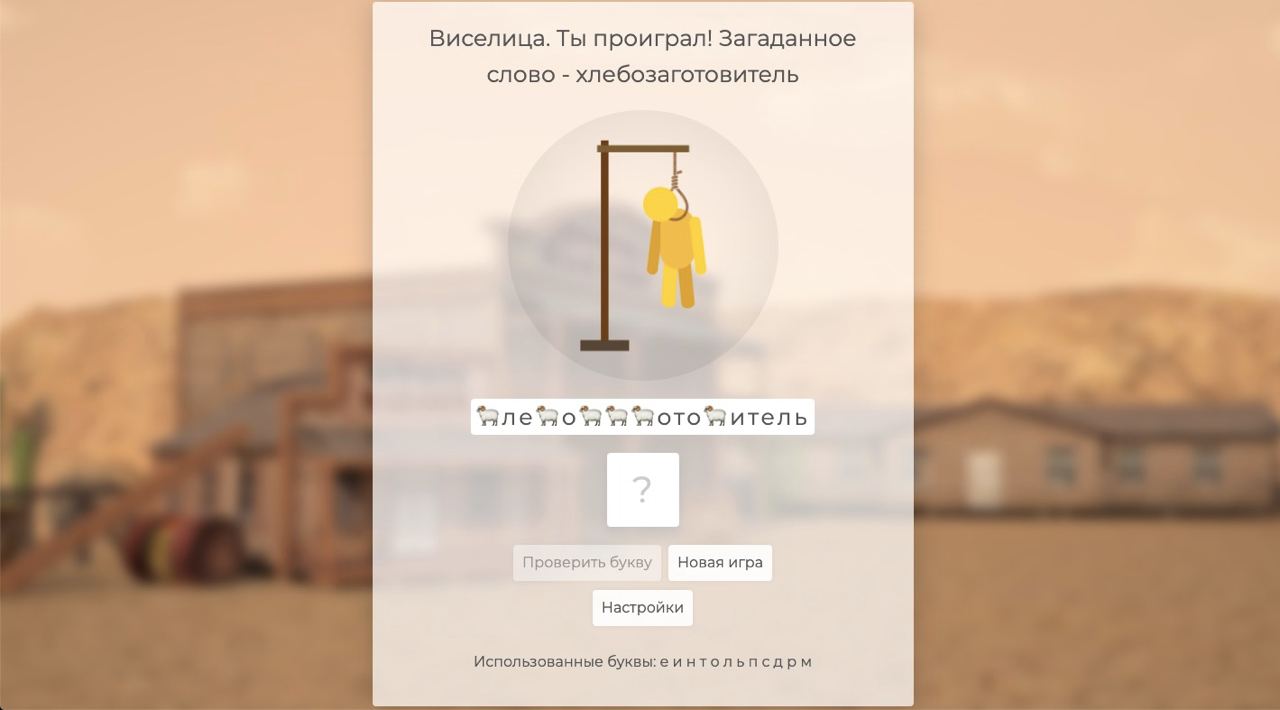 Виселица. Ты проиграл! Загаданное
слово - хлебозаготовитель
🐏ле🐏о🐏🐏🐏ото🐏итель
?
Проверить букву
Новая игра
Настройки
Использованные буквы: е и н т о л ь п с д р м